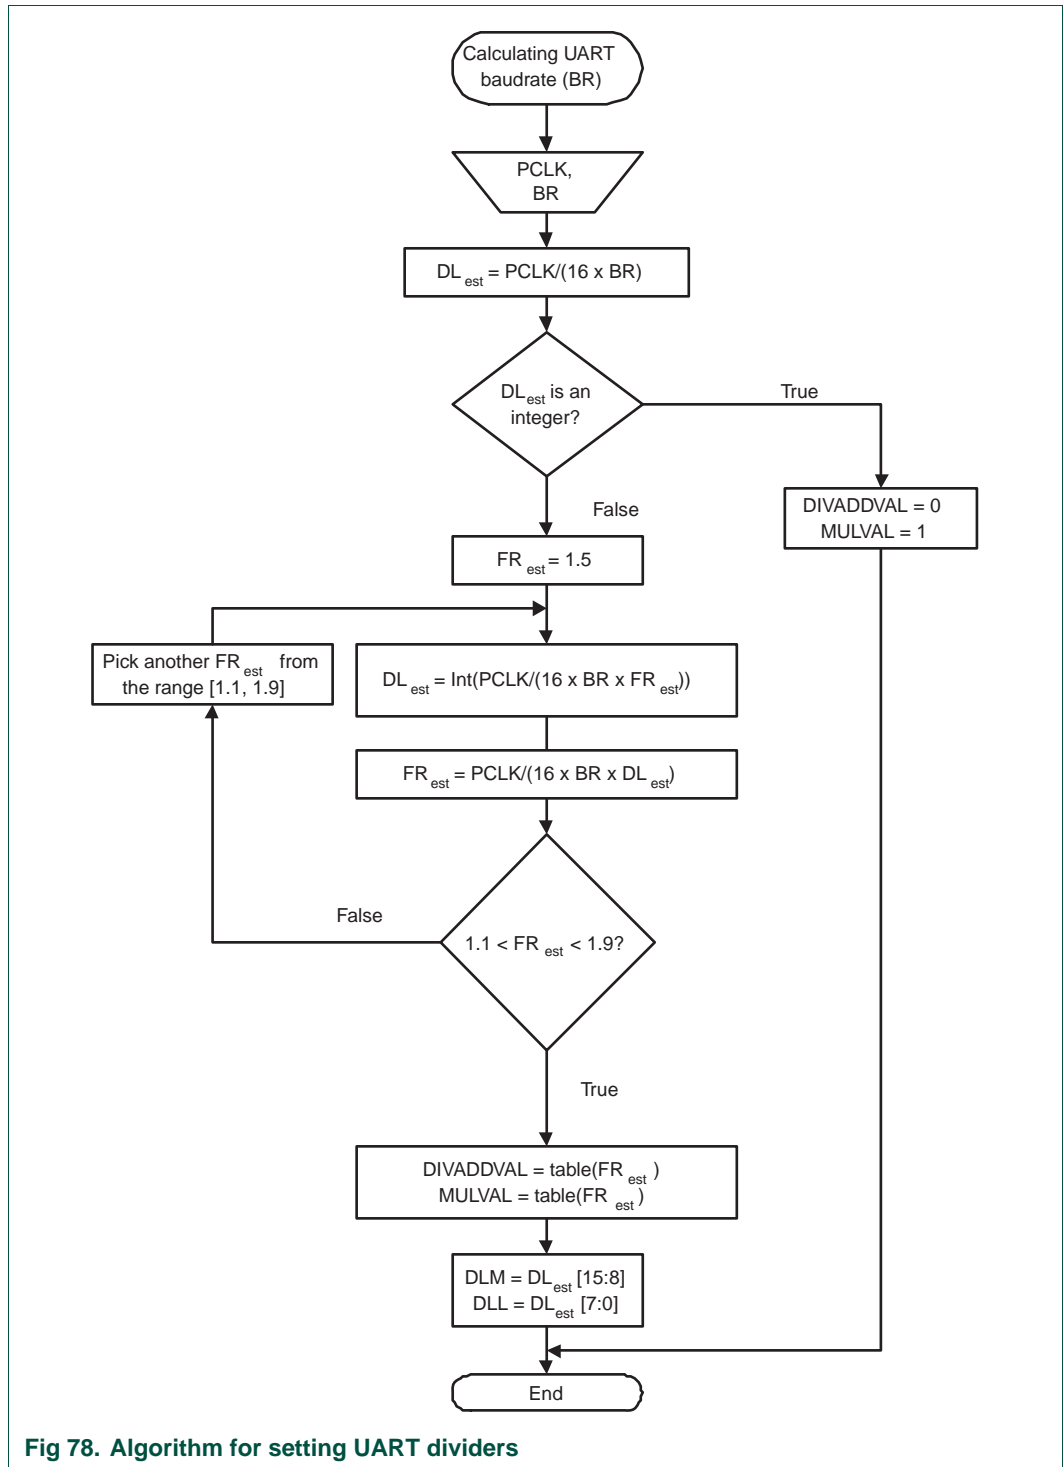 Calculating UART
baudrate (BR)
PCLK,
BR
DL est = PCLK/(16 x BR)
DLest is an
integer?
True
False
DIVADDVAL = 0
MULVAL = 1
FR est = 1.5
Pick another FR est from
the range [1.1, 1.9]
DL est = Int(PCLK/(16 x BR x FR est))
FR est = PCLK/(16 x BR x DL est)
False
1.1 < FR est < 1.9?
True
DIVADDVAL = table(FR est )
MULVAL = table(FR est )
DLM = DLest [15:8]
DLL = DLest [7:0]
End
Fig 78. Algorithm for setting UART dividers